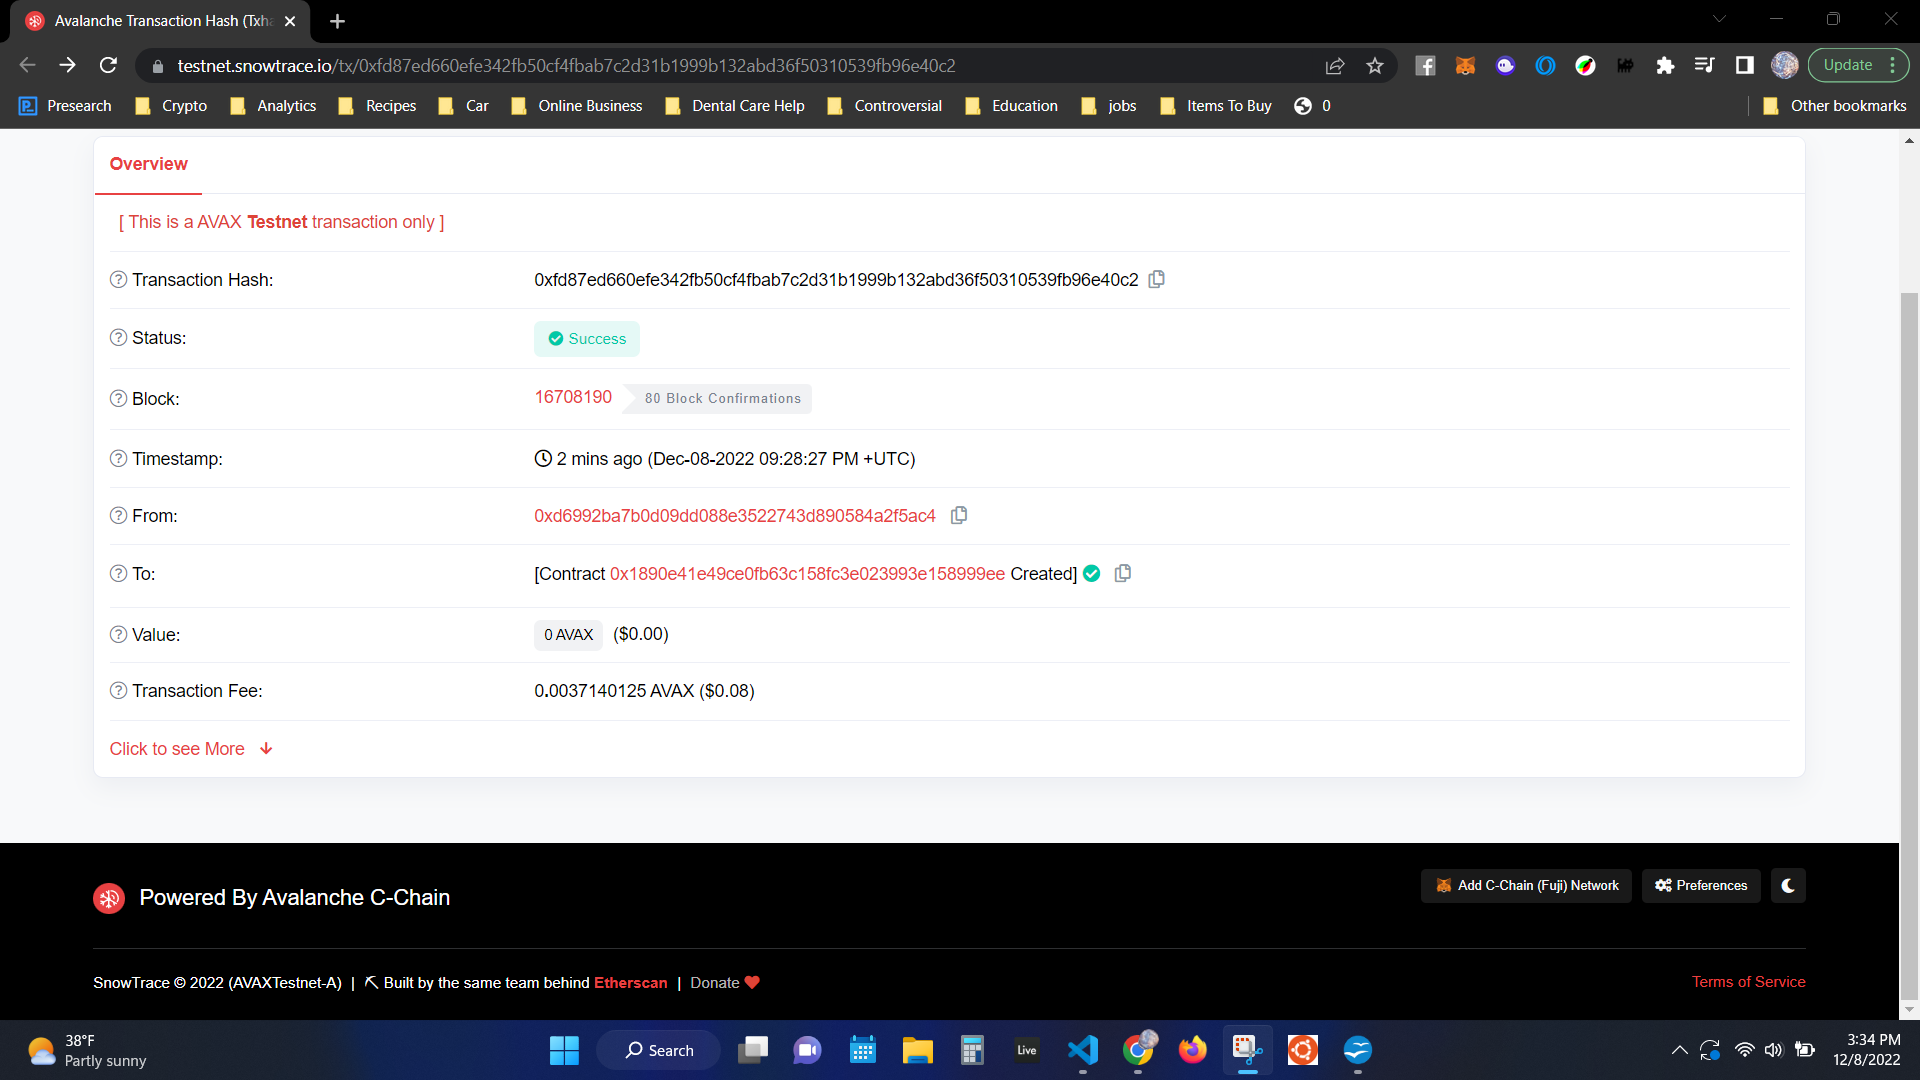 Avalanche Transaction Hash (Txha
testnet.snowtrace.io/tx/0xfd87ed660efe342fb50cf4fbab7c2d31b1999b132abd36f50310539fb96e40c2
Update
Presearch Crypto Analytics Recipes Car Online Business Dental Care Help Controversial Education jobs Items To Buy 0 Other bookmarks
Overview
[ This is a AVAX Testnet transaction only ]
Transaction Hash: 0xfd87ed660efe342fb50cf4fbab7c2d31b1999b132abd36f50310539fb96e40c2
Status: Success
Block: 16708190 80 Block Confirmations
Timestamp: 2 mins ago (Dec-08-2022 09:28:27 PM +UTC)
From: 0xd6992ba7b0d09dd088e3522743d890584a2f5ac4
To: [Contract 0x1890e41e49ce0fb63c158fc3e023993e158999ee Created]
Value: 0 AVAX ($0.00)
Transaction Fee: 0.0037140125 AVAX ($0.08)
Click to see More
Powered By Avalanche C-Chain
Add C-Chain (Fuji) Network Preferences
SnowTrace © 2022 (AVAXTestnet-A) | Built by the same team behind Etherscan | Donate
Terms of Service
38°F
Partly sunny
Search
Live
3:34 PM
12/8/2022